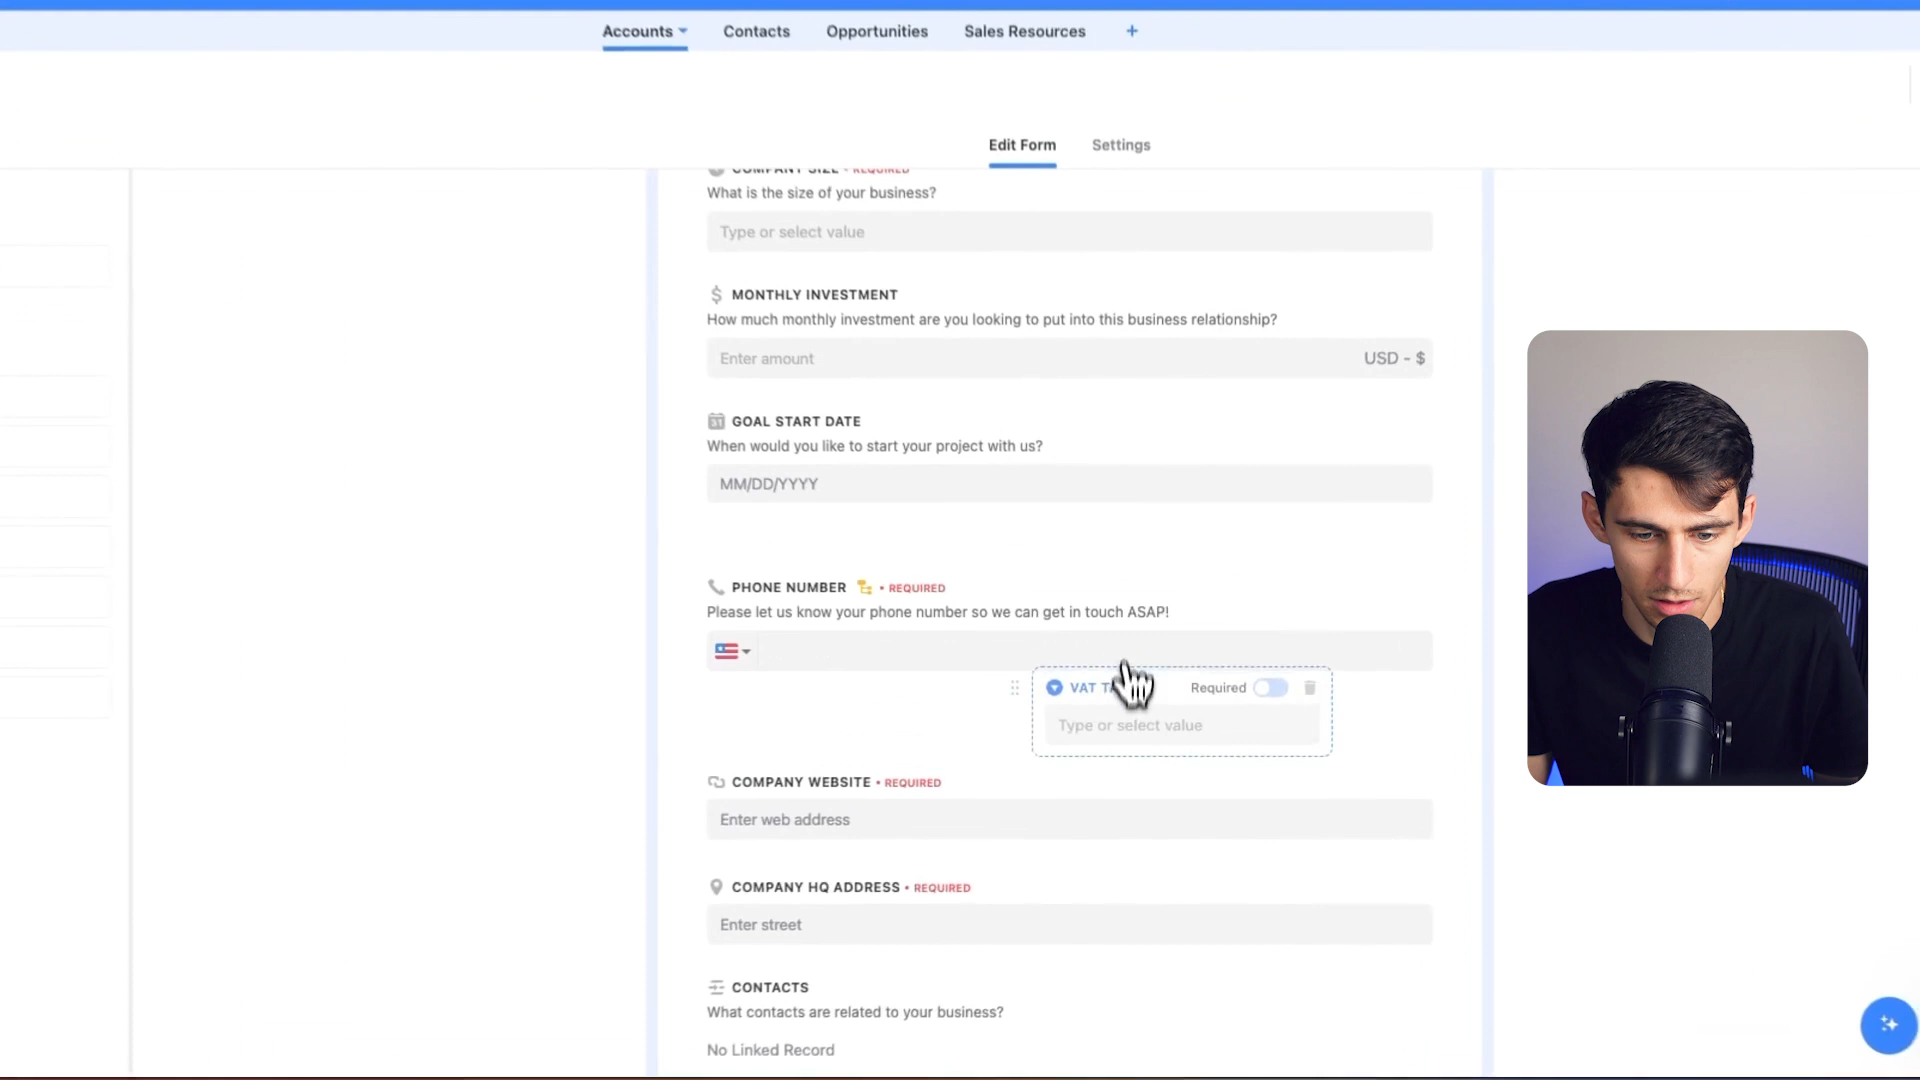 Accounts
Contacts
Opportunities
Sales Resources
+
Edit Form
Settings
COMPANY SIZE • REQUIRED
What is the size of your business?
Type or select value
$ MONTHLY INVESTMENT
How much monthly investment are you looking to put into this business relationship?
Enter amount
USD - $
31 GOAL START DATE
When would you like to start your project with us?
MM/DD/YYYY
PHONE NUMBER • REQUIRED
Please let us know your phone number so we can get in touch ASAP!
VAT
Required
Type or select value
COMPANY WEBSITE • REQUIRED
Enter web address
COMPANY HQ ADDRESS • REQUIRED
Enter street
CONTACTS
What contacts are related to your business?
No Linked Record